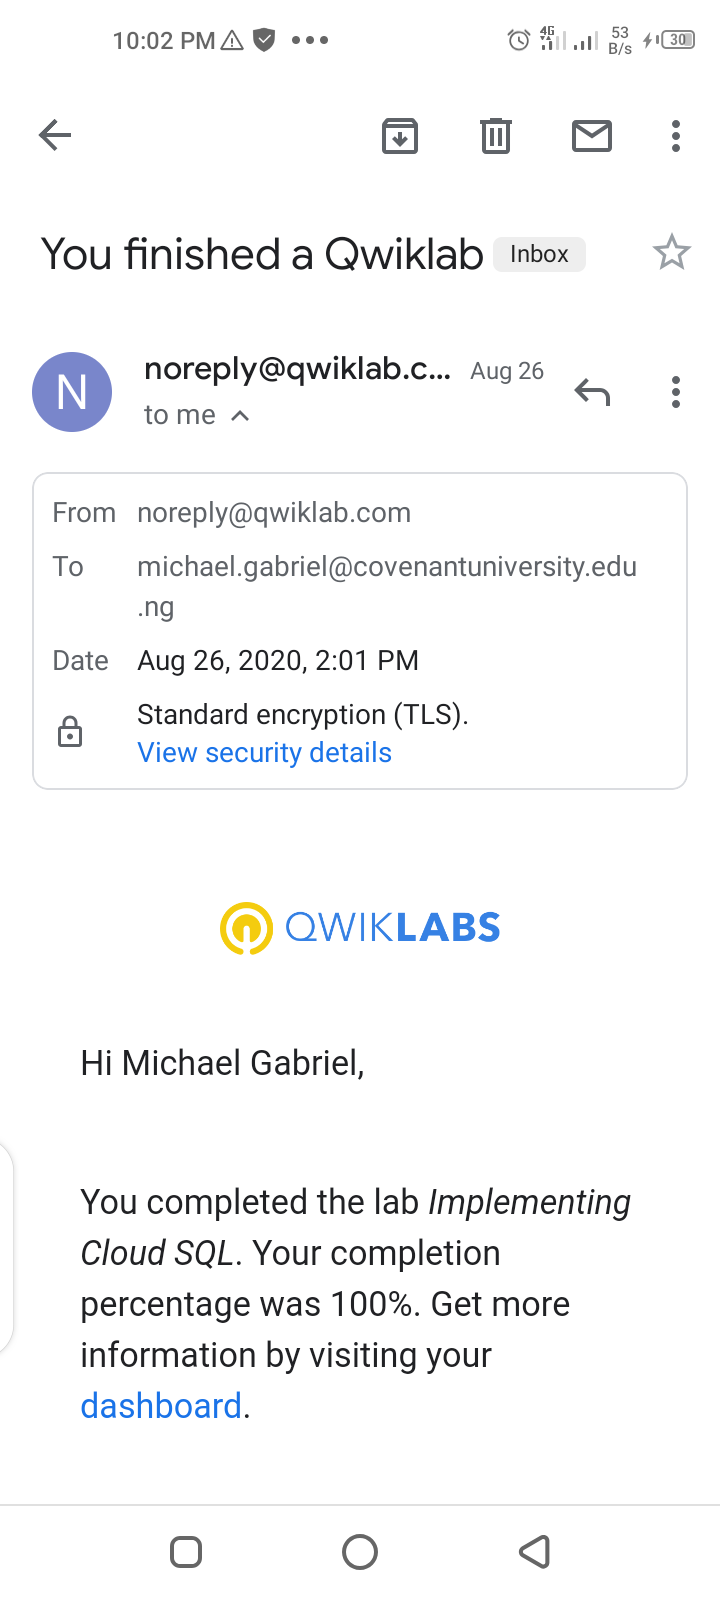 10:02 PM 4G 53 B/s 30
You finished a Qwiklab Inbox
N noreply@qwiklab.c... Aug 26
to me
From noreply@qwiklab.com
To michael.gabriel@covenantuniversity.edu
.ng
Date Aug 26, 2020, 2:01 PM
Standard encryption (TLS).
View security details
QWIKLABS
Hi Michael Gabriel,
You completed the lab Implementing
Cloud SQL. Your completion
percentage was 100%. Get more
information by visiting your
dashboard.